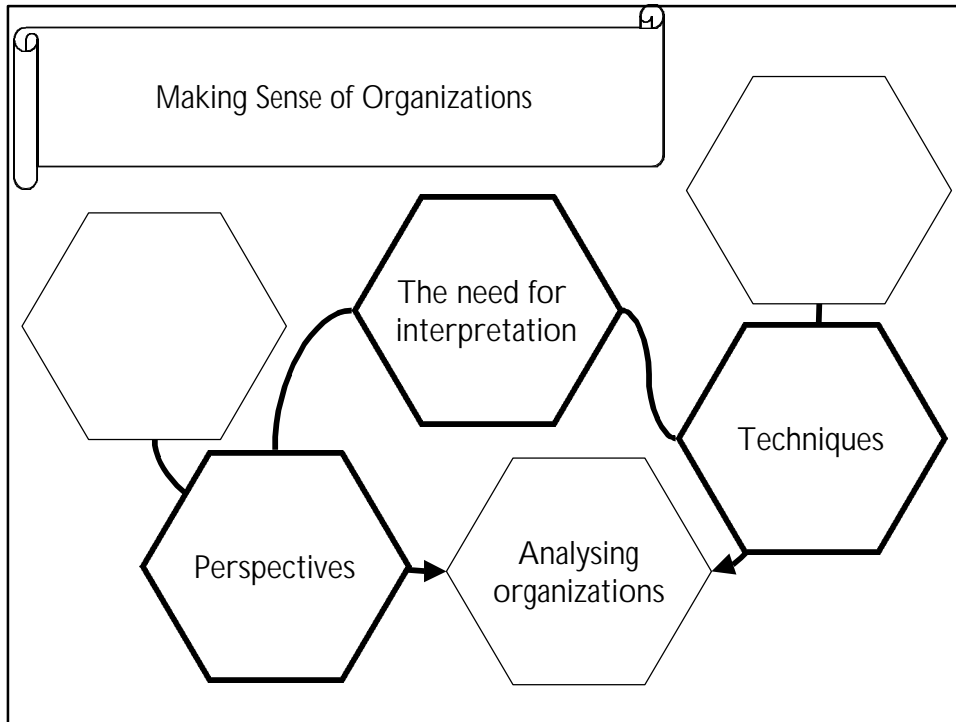 Making Sense of Organizations
The need for
interpretation
Techniques
Perspectives
Analysing
organizations